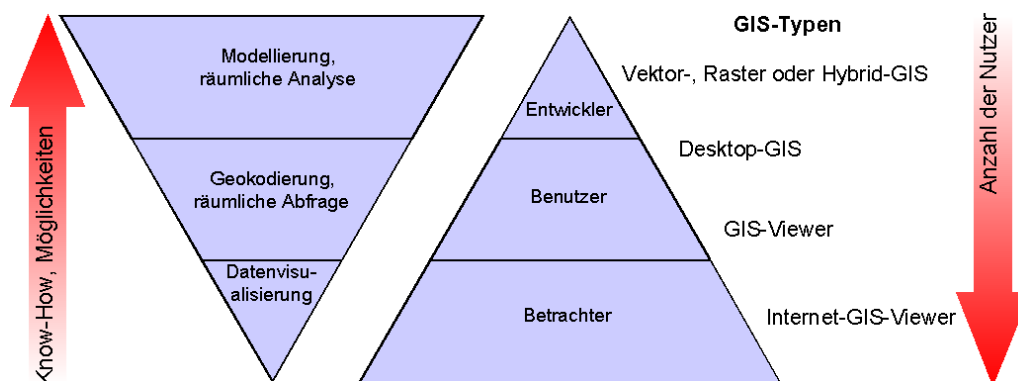 Know-How, Möglichkeiten
Modellierung,
räumliche Analyse
Geokodierung,
räumliche Abfrage
Datenvisu-
alisierung
Entwickler
Benutzer
Betrachter
GIS-Typen
Vektor-, Raster oder Hybrid-GIS
Desktop-GIS
GIS-Viewer
Internet-GIS-Viewer
Anzahl der Nutzer